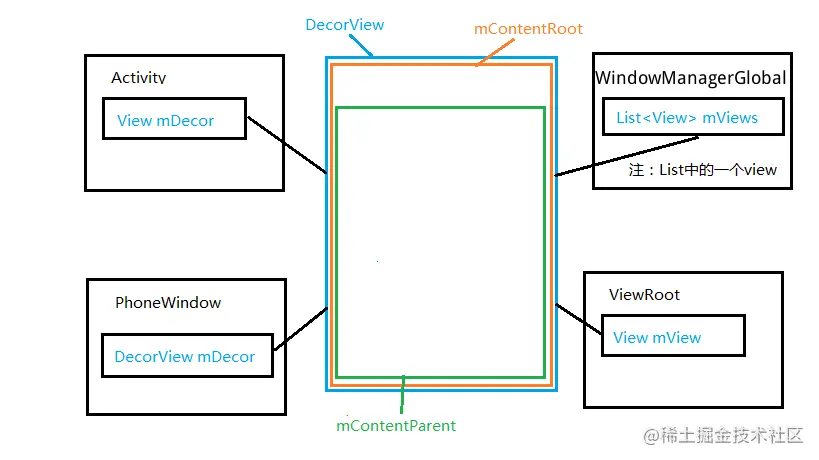 DecorView
mContentRoot
Activity
View mDecor
WindowManagerGlobal
List<View> mViews
注：List中的一个view
PhoneWindow
DecorView mDecor
ViewRoot
View mView
mContentParent
@稀土掘金技术社区